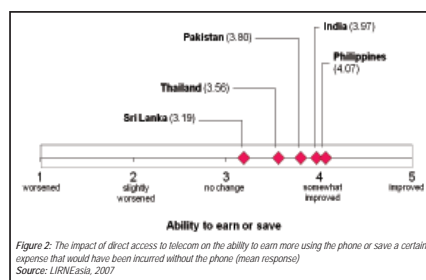 India (3.97)
Pakistan (3.80)
Philippines
(4.07)
Thailand (3.56)
Sri Lanka (3.19)
1 2 3 4 5
worsened slightly no change somewhat improved
worsened improved
Ability to earn or save
Figure 2: The impact of direct access to telecom on the ability to earn more using the phone or save a certain
expense that would have been incurred without the phone (mean response)
Source: LIRNEasia, 2007